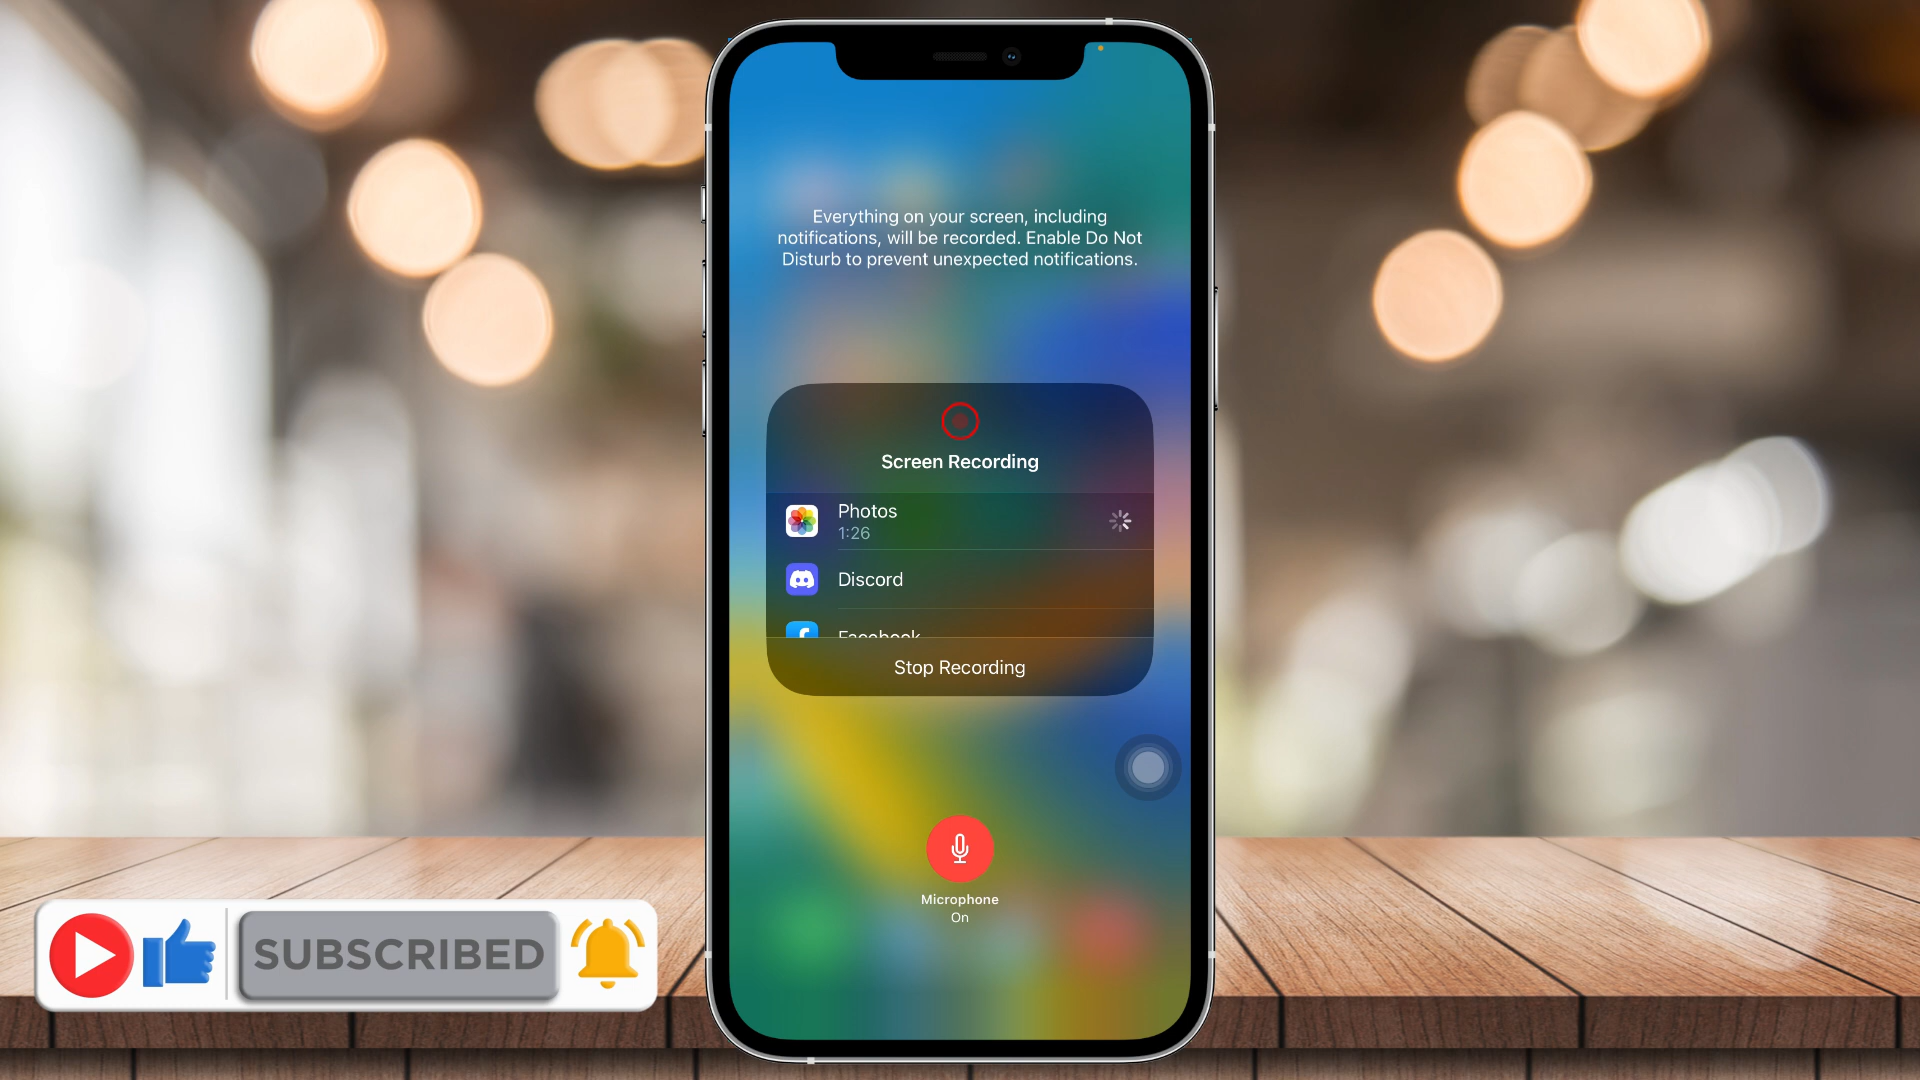 Everything on your screen, including
notifications, will be recorded. Enable Do Not
Disturb to prevent unexpected notifications.
Screen Recording
Photos
1:26
Discord
Facebook
Stop Recording
Microphone
On
SUBSCRIBED